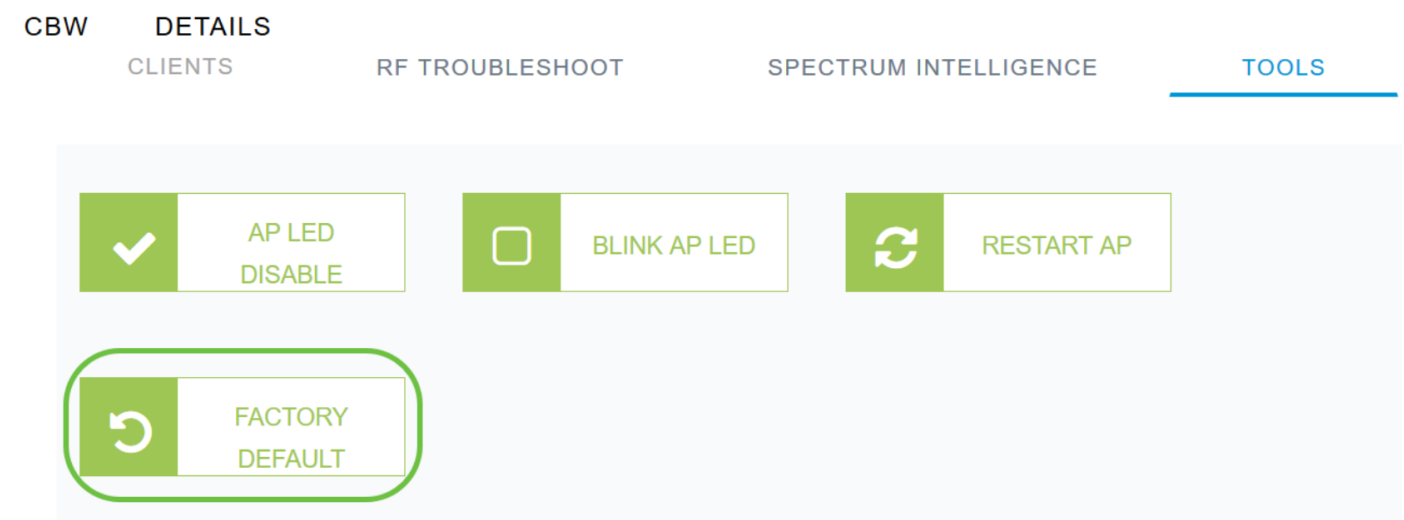 CBW DETAILS
CLIENTS RF TROUBLESHOOT SPECTRUM INTELLIGENCE TOOLS
AP LED
DISABLE
BLINK AP LED
RESTART AP
FACTORY
DEFAULT